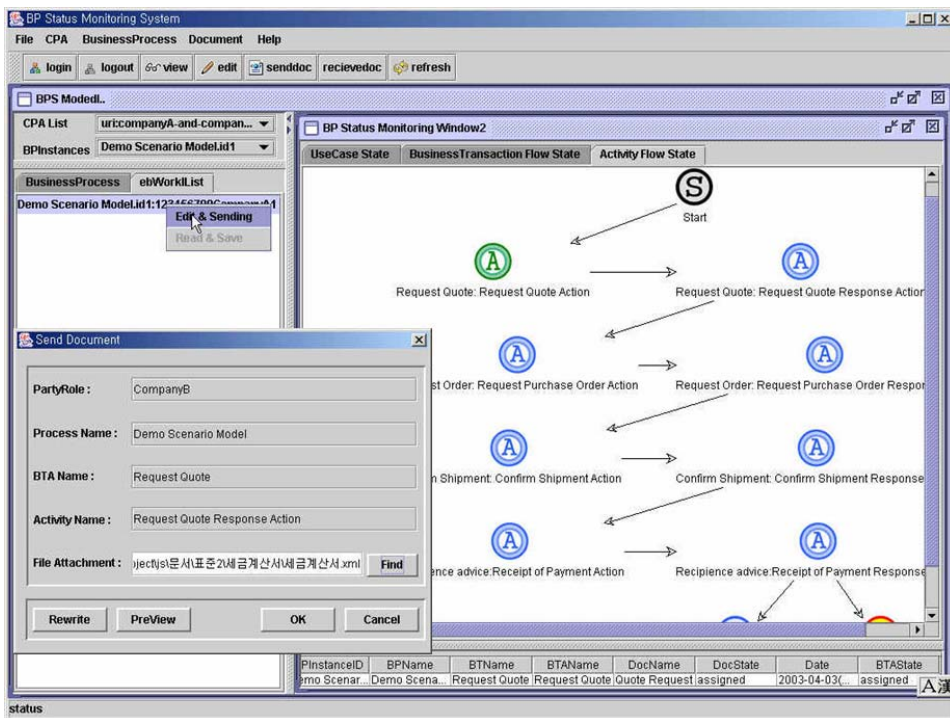 BP Status Monitoring System
File CPA BusinessProcess Document Help
login logout view edit senddoc recievedoc refresh
BPS Modedl..
CPA List uri:companyA-and-compan...
BPInstances Demo Scenario Model.id1
BusinessProcess ebWorklList
Demo Scenario Model.id1:
Edit & Sending
Read & Save
BP Status Monitoring Window2
UseCase State BusinessTransaction Flow State Activity Flow State
S
Start
A A
Request Quote: Request Quote Action Request Quote: Request Quote Response Action
A A
st Order: Request Purchase Order Action Request Order: Request Purchase Order Respor
A A
Shipment: Confirm Shipment Action Confirm Shipment: Confirm Shipment Response
A A
ence advice:Receipt of Payment Action Recipience advice:Receipt of Payment Response
Send Document
PartyRole : CompanyB
Process Name : Demo Scenario Model
BTA Name : Request Quote
Activity Name : Request Quote Response Action
File Attachment : ojectfjs\문서\표준2\세금계산서\세금계산서.xml Find
Rewrite PreView OK Cancel
PInstanceID BPName BTName BTAName DocName DocState Date BTAState
emo Scenar... Demo Scena... Request Quote Request Quote Quote Request assigned 2003-04-03(... assigned
A漢
status